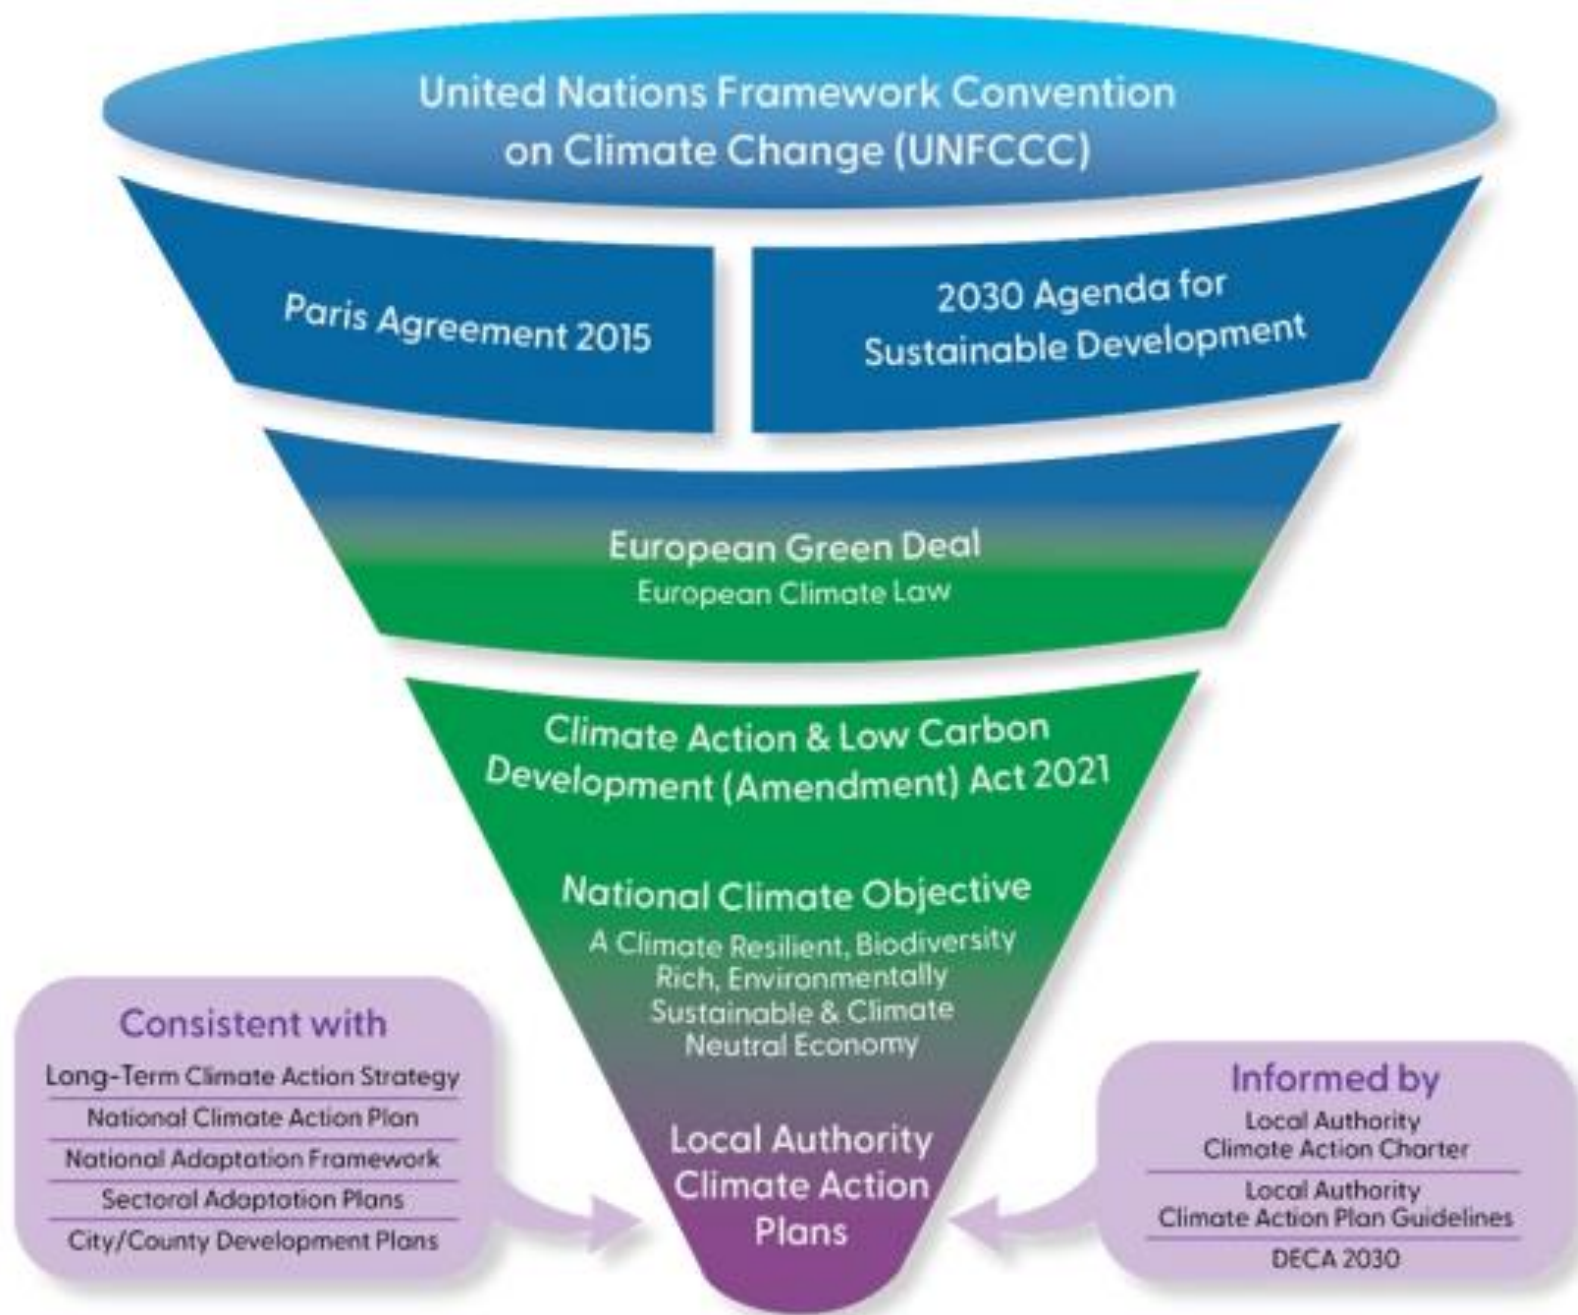 United Nations Framework Convention
on Climate Change (UNFCCC)
Paris Agreement 2015
2030 Agenda for
Sustainable Development
European Green Deal
European Climate Law
Climate Action & Low Carbon
Development (Amendment) Act 2021
National Climate Objective
A Climate Resilient, Biodiversity
Rich, Environmentally
Sustainable & Climate
Neutral Economy
Local Authority
Climate Action
Plans
Consistent with
Long-Term Climate Action Strategy
National Climate Action Plan
National Adaptation Framework
Sectoral Adaptation Plans
City/County Development Plans
Informed by
Local Authority
Climate Action Charter
Local Authority
Climate Action Plan Guidelines
DECA 2030